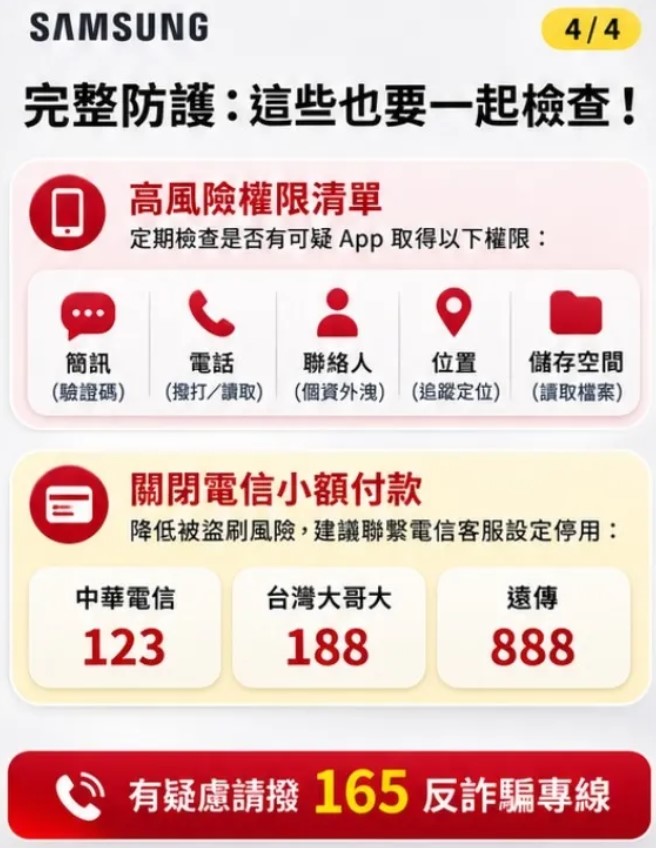 SAMSUNG
4/4
完整防護：這些也要一起檢查！
高風險權限清單
定期檢查是否有可疑 App 取得以下權限：
簡訊
(驗證碼)
電話
(撥打／讀取)
聯絡人
(個資外洩)
位置
(追蹤定位)
儲存空間
(讀取檔案)
關閉電信小額付款
降低被盜刷風險，建議聯繫電信客服設定停用：
中華電信
123
台灣大哥大
188
遠傳
888
有疑慮請撥 165 反詐騙專線